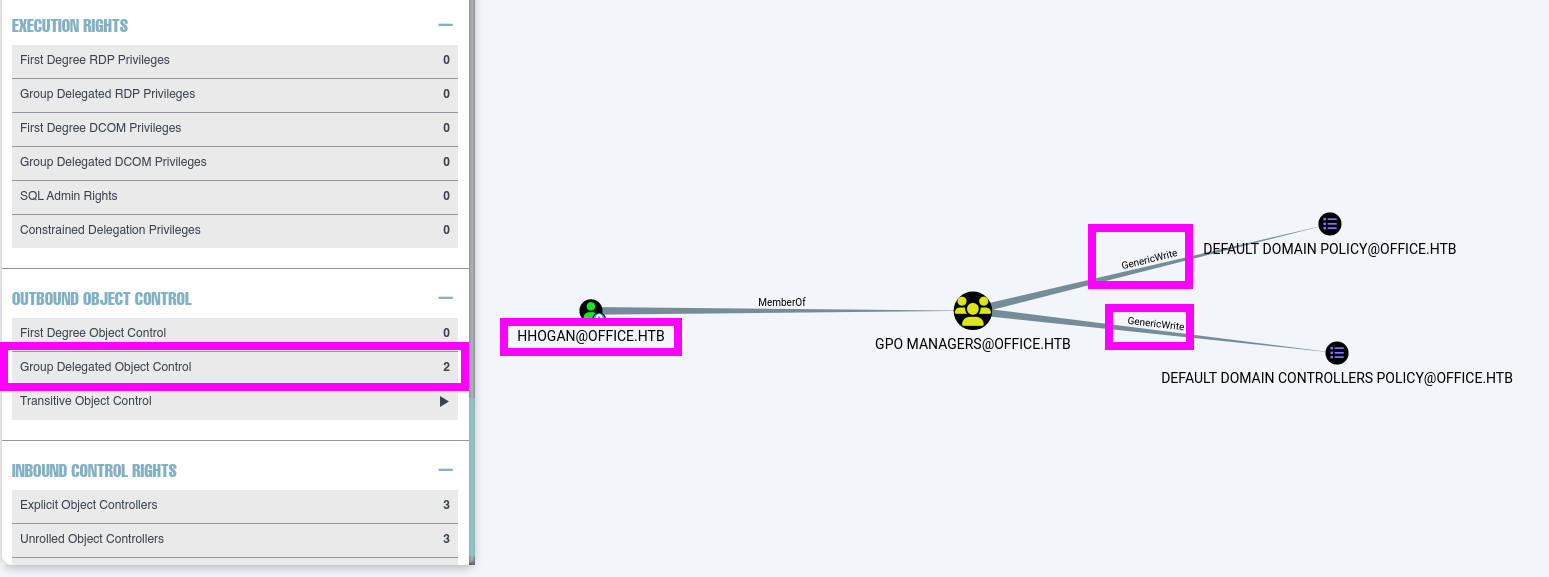 EXECUTION RIGHTS
First Degree RDP Privileges 0
Group Delegated RDP Privileges 0
First Degree DCOM Privileges 0
Group Delegated DCOM Privileges 0
SQL Admin Rights 0
Constrained Delegation Privileges 0
OUTBOUND OBJECT CONTROL
First Degree Object Control 0
Group Delegated Object Control 2
Transitive Object Control
INBOUND CONTROL RIGHTS
Explicit Object Controllers 3
Unrolled Object Controllers 3
HHOGAN@OFFICE.HTB
MemberOf
GPO MANAGERS@OFFICE.HTB
GenericWrite
DEFAULT DOMAIN POLICY@OFFICE.HTB
GenericWrite
DEFAULT DOMAIN CONTROLLERS POLICY@OFFICE.HTB